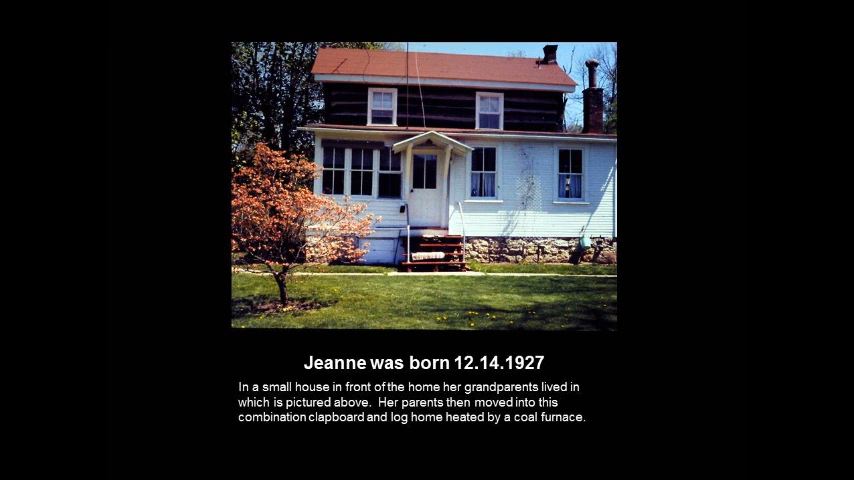 Jeanne was born 12.14.1927
In a small house in front of the home her grandparents lived in
which is pictured above.  Her parents then moved into this
combination clapboard and log home heated by a coal furnace.